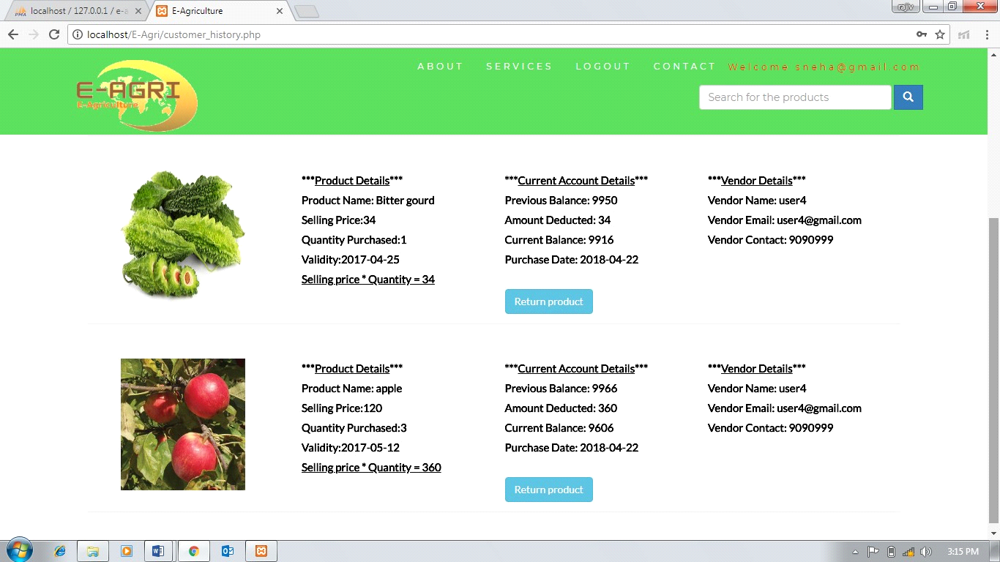 localhost / 127.0.0.1 / e-a
E-Agriculture
rajiv
localhost/E-Agri/customer_history.php
ABOUT SERVICES LOGOUT CONTACT Welcome sneha@gmail.com
E-AGRI
E-Agriculture
Search for the products
***Product Details***
Product Name: Bitter gourd
Selling Price:34
Quantity Purchased:1
Validity:2017-04-25
Selling price * Quantity = 34
***Current Account Details***
Previous Balance: 9950
Amount Deducted: 34
Current Balance: 9916
Purchase Date: 2018-04-22
Return product
***Vendor Details***
Vendor Name: user4
Vendor Email: user4@gmail.com
Vendor Contact: 9090999
***Product Details***
Product Name: apple
Selling Price:120
Quantity Purchased:3
Validity:2017-05-12
Selling price * Quantity = 360
***Current Account Details***
Previous Balance: 9966
Amount Deducted: 360
Current Balance: 9606
Purchase Date: 2018-04-22
Return product
***Vendor Details***
Vendor Name: user4
Vendor Email: user4@gmail.com
Vendor Contact: 9090999
3:15 PM